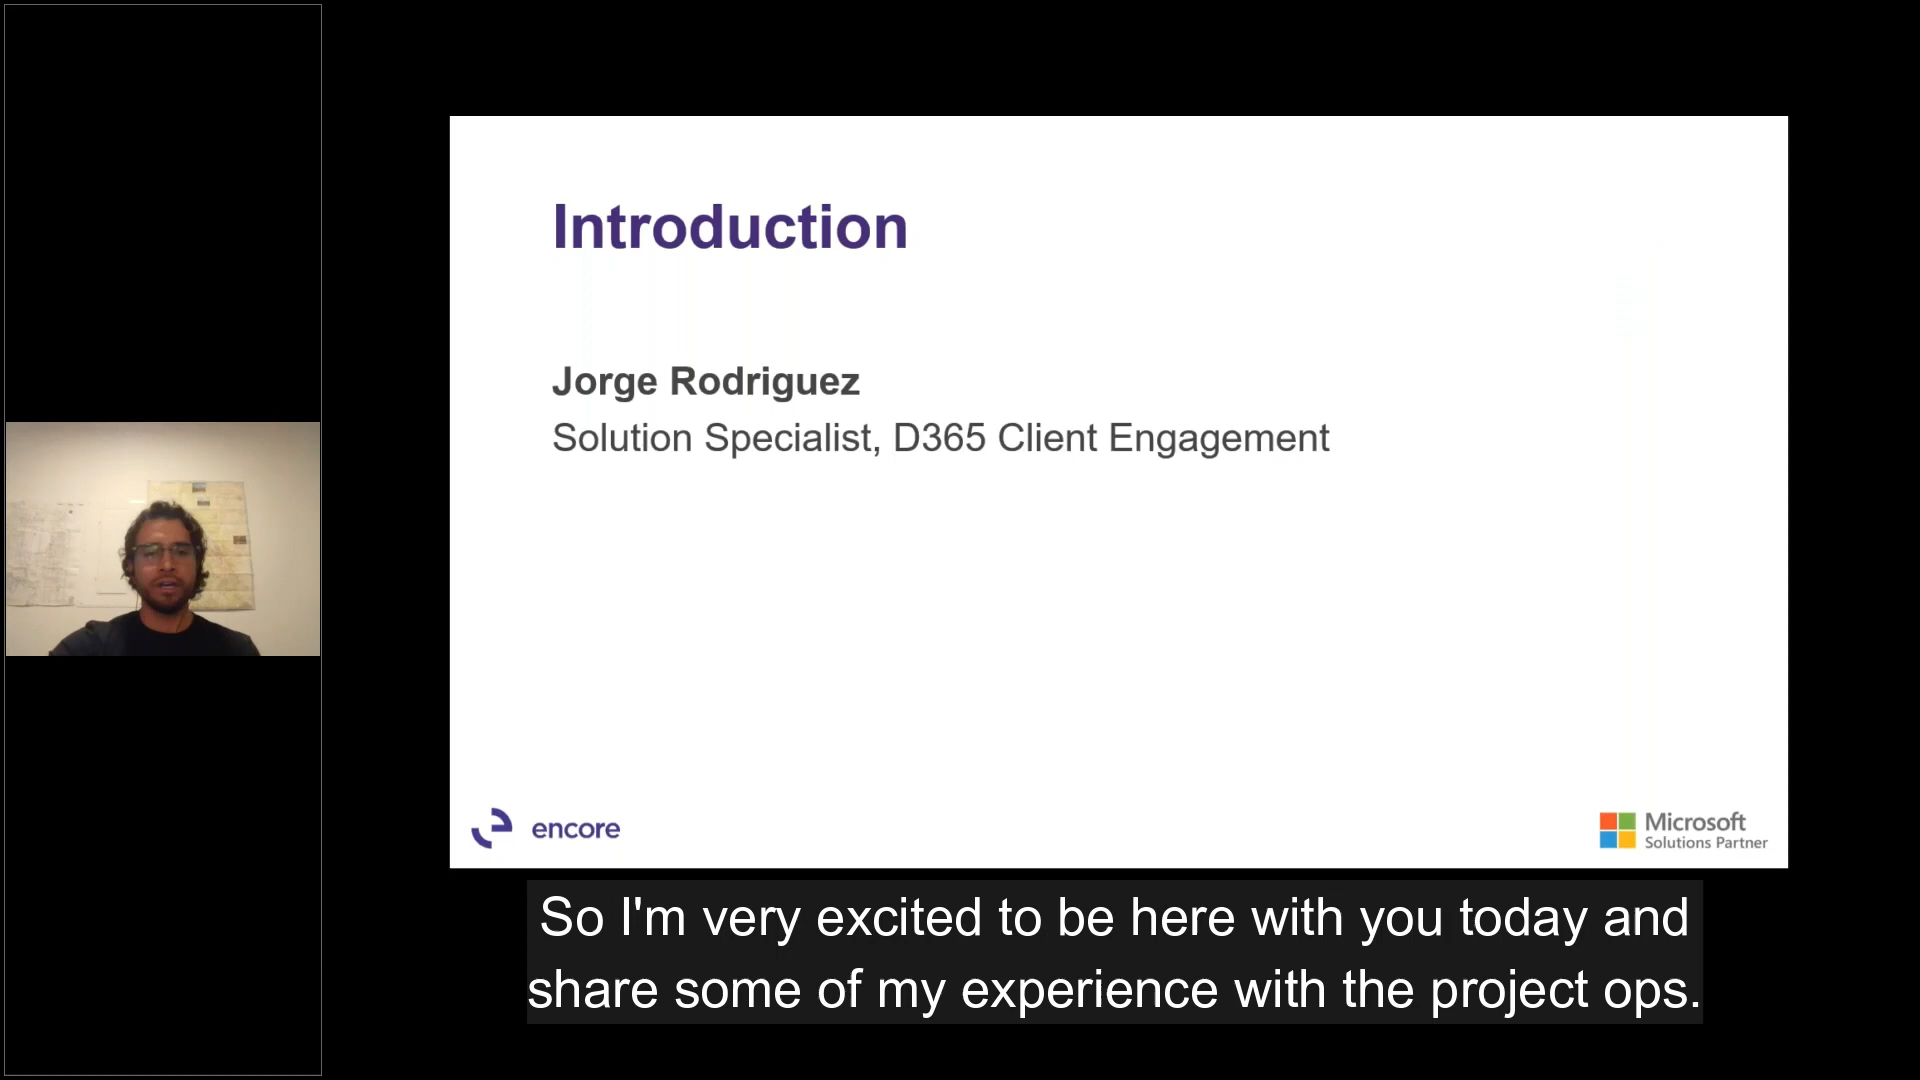 Introduction
Jorge Rodriguez
Solution Specialist, D365 Client Engagement
encore
Microsoft
Solutions Partner
So I'm very excited to be here with you today and
share some of my experience with the project ops.